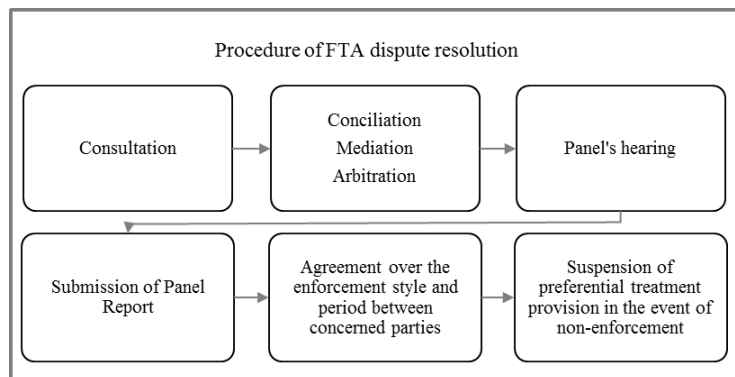 Procedure of FTA dispute resolution
Consultation
Conciliation
Mediation
Arbitration
Panel's hearing
Submission of Panel
Report
Agreement over the
enforcement style and
period between
concerned parties
Suspension of
preferential treatment
provision in the event of
non-enforcement